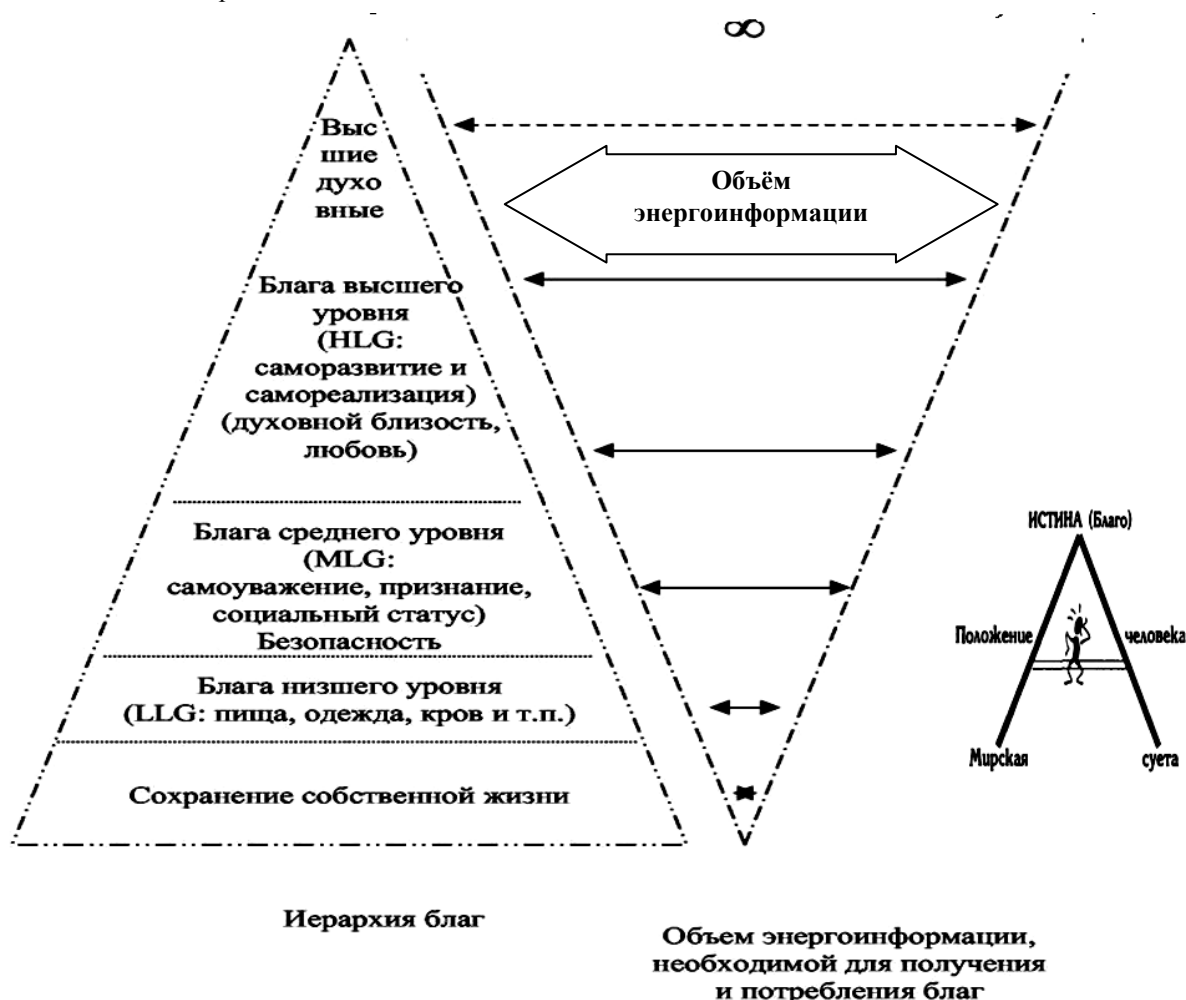 ∞
Выс
шие
духо
вные
Объём
энергоинформации
Блага высшего
уровня
(HLG:
саморазвитие и
самореализация)
(духовной близость,
любовь)
Блага среднего уровня
(MLG:
самоуважение, признание,
социальный статус)
Безопасность
Блага низшего уровня
(LLG: пища, одежда, кров и т.п.)
Сохранение собственной жизни
ИСТИНА (Благо)
Положение человека
Мирская суета
Иерархия благ
Объем энергоинформации,
необходимой для получения
и потребления благ